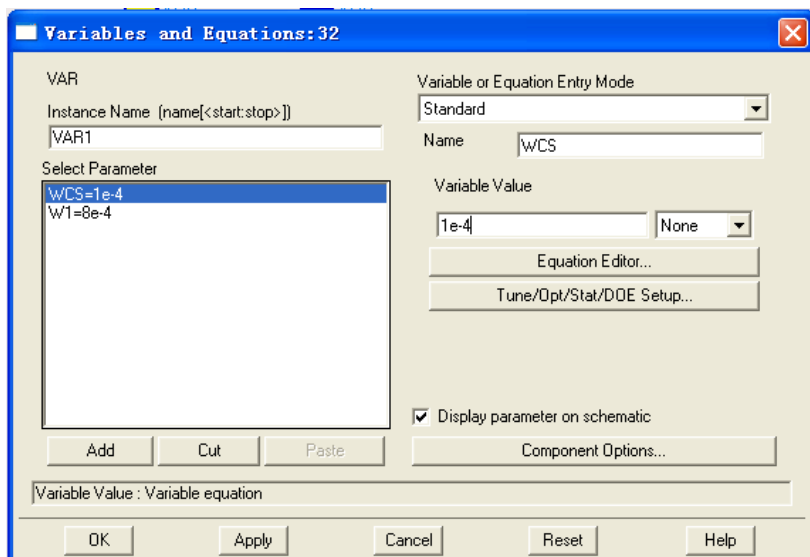 Variables and Equations:32
VAR
Instance Name (name[<start:stop>])
VAR1
Select Parameter
WCS=1e-4
W1=8e-4
Add
Cut
Paste
Variable or Equation Entry Mode
Standard
Name
WCS
Variable Value
1e-4
None
Equation Editor...
Tune/Opt/Stat/DOE Setup...
Display parameter on schematic
Component Options...
Variable Value : Variable equation
OK
Apply
Cancel
Reset
Help